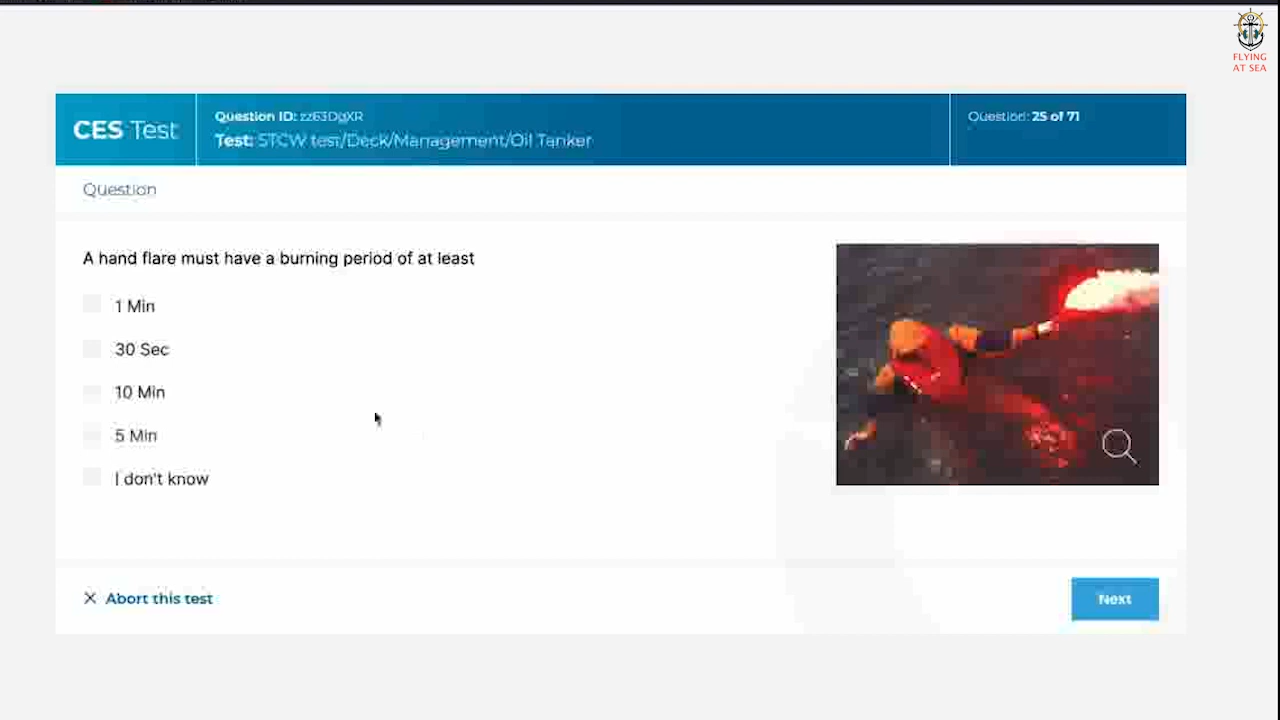 FLYING
AT SEA
CES Test
Question ID: zz63DgXR
Test: STCW test/Deck/Management/Oil Tanker
Question: 25 of 71
Question
A hand flare must have a burning period of at least
1 Min
30 Sec
10 Min
5 Min
I don't know
X Abort this test
Next